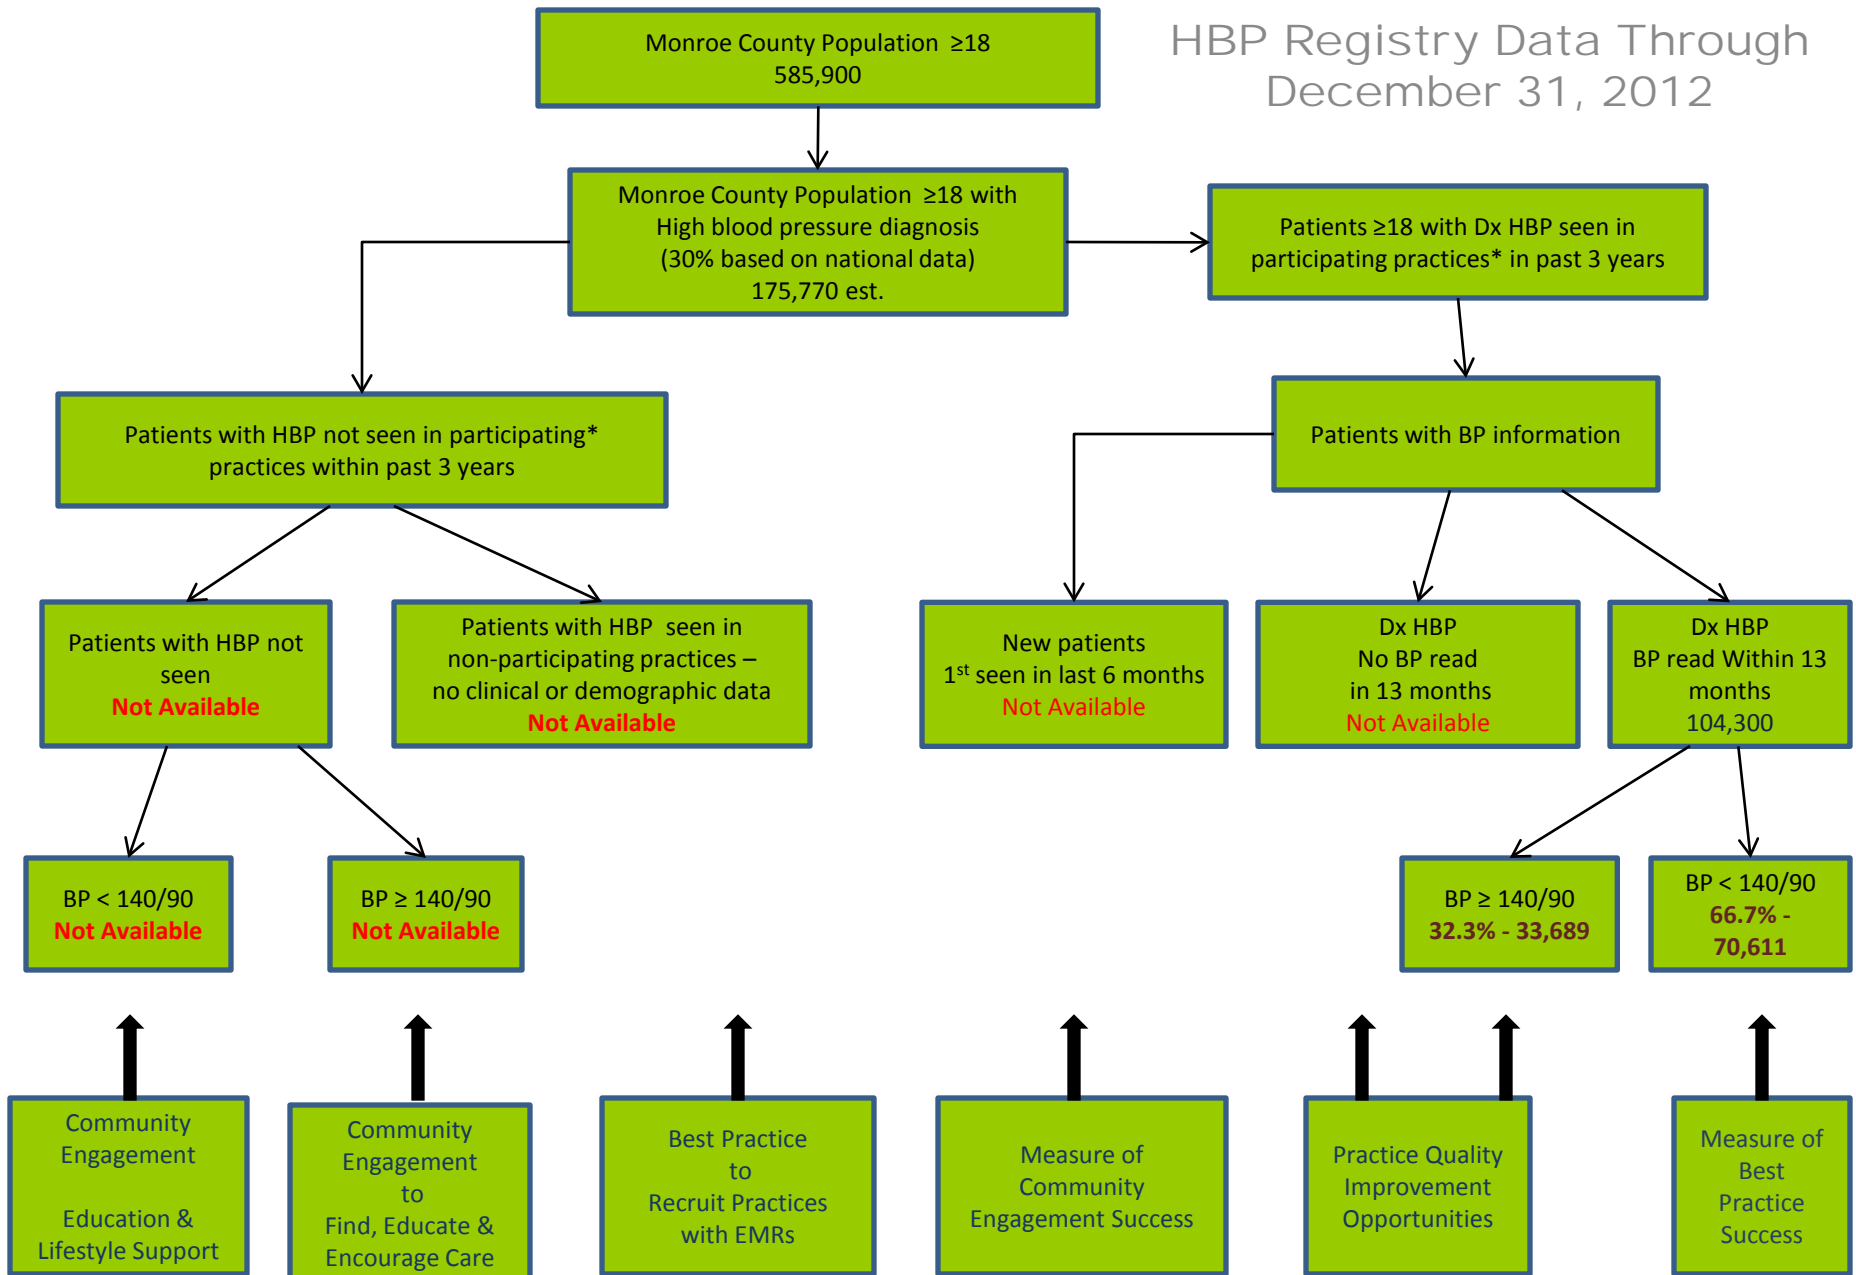 HBP Registry Data Through
December 31, 2012
Monroe County Population ≥18
585,900
Monroe County Population ≥18 with
High blood pressure diagnosis
(30% based on national data)
175,770 est.
Patients ≥18 with Dx HBP seen in
participating practices* in past 3 years
Patients with HBP not seen in participating*
practices within past 3 years
Patients with BP information
Patients with HBP not
seen
Not Available
Patients with HBP seen in
non-participating practices –
no clinical or demographic data
Not Available
New patients
1st seen in last 6 months
Not Available
Dx HBP
No BP read
in 13 months
Not Available
Dx HBP
BP read Within 13
months
104,300
BP < 140/90
Not Available
BP ≥ 140/90
Not Available
BP ≥ 140/90
32.3% - 33,689
BP < 140/90
66.7% -
70,611
Community
Engagement
Education &
Lifestyle Support
Community
Engagement
to
Find, Educate &
Encourage Care
Best Practice
to
Recruit Practices
with EMRs
Measure of
Community
Engagement Success
Practice Quality
Improvement
Opportunities
Measure of
Best
Practice
Success